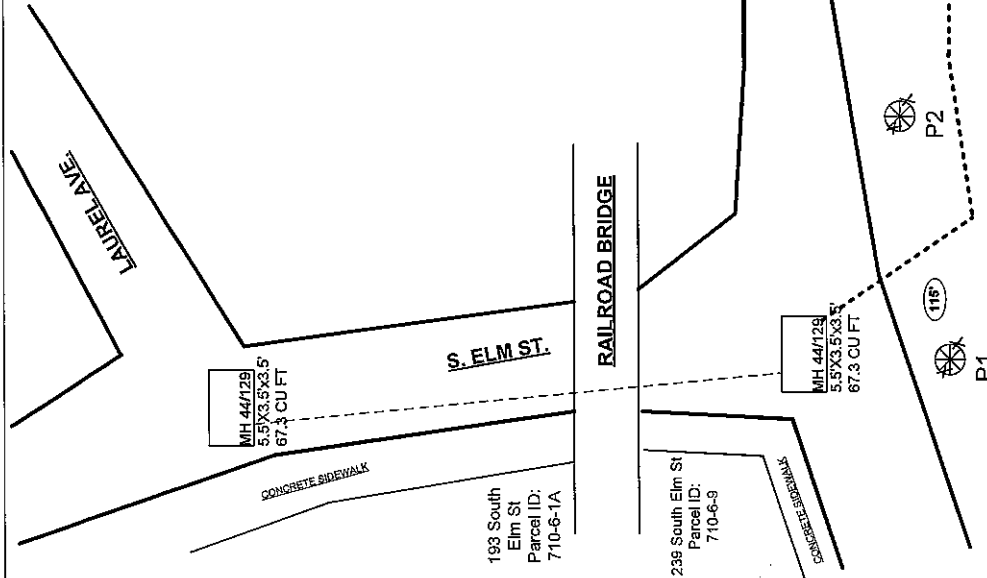 LAUREL AVE.
MH 44/129
5.5'X3.5'x3.5'
67.3 CU FT
S. ELM ST.
CONCRETE SIDEWALK
RAILROAD BRIDGE
193 South
Elm St
Parcel ID:
710-6-1A
239 South Elm St
Parcel ID:
710-6-9
CONCRETE SIDEWALK
MH 44/129
5.5'X3.5'x3.5'
67.3 CU FT
115'
P2
P1